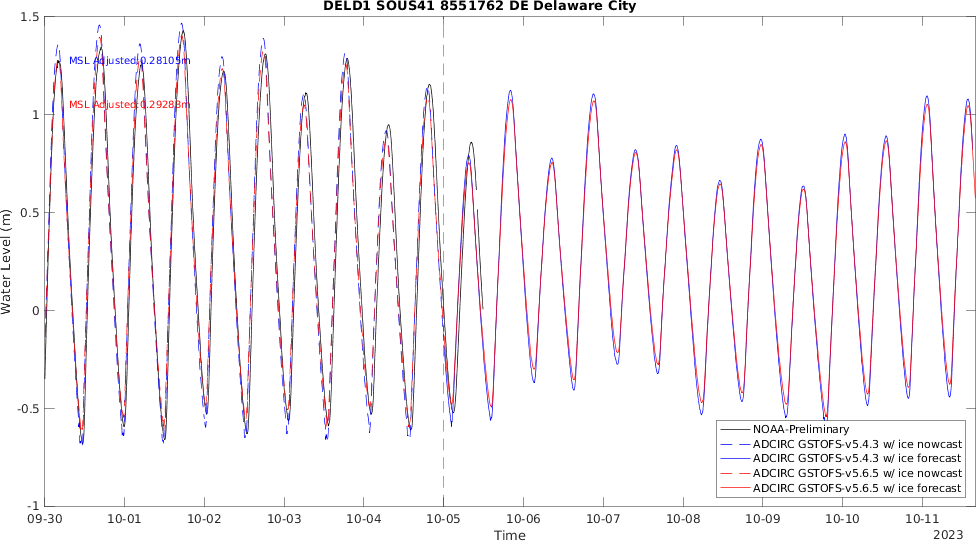 DELD1 SOUS41 8551762 DE Delaware City
1.5
1
0.5
0
-0.5
-1
Water Level (m)
MSL Adjusted:0.28105m
MSL Adjusted:0.29288m
NOAA-Preliminary
ADCIRC GSTOFS-v5.4.3 w/ ice nowcast
ADCIRC GSTOFS-v5.4.3 w/ ice forecast
ADCIRC GSTOFS-v5.6.5 w/ ice nowcast
ADCIRC GSTOFS-v5.6.5 w/ ice forecast
09-30 10-01 10-02 10-03 10-04 10-05 10-06 10-07 10-08 10-09 10-10 10-11
Time
2023